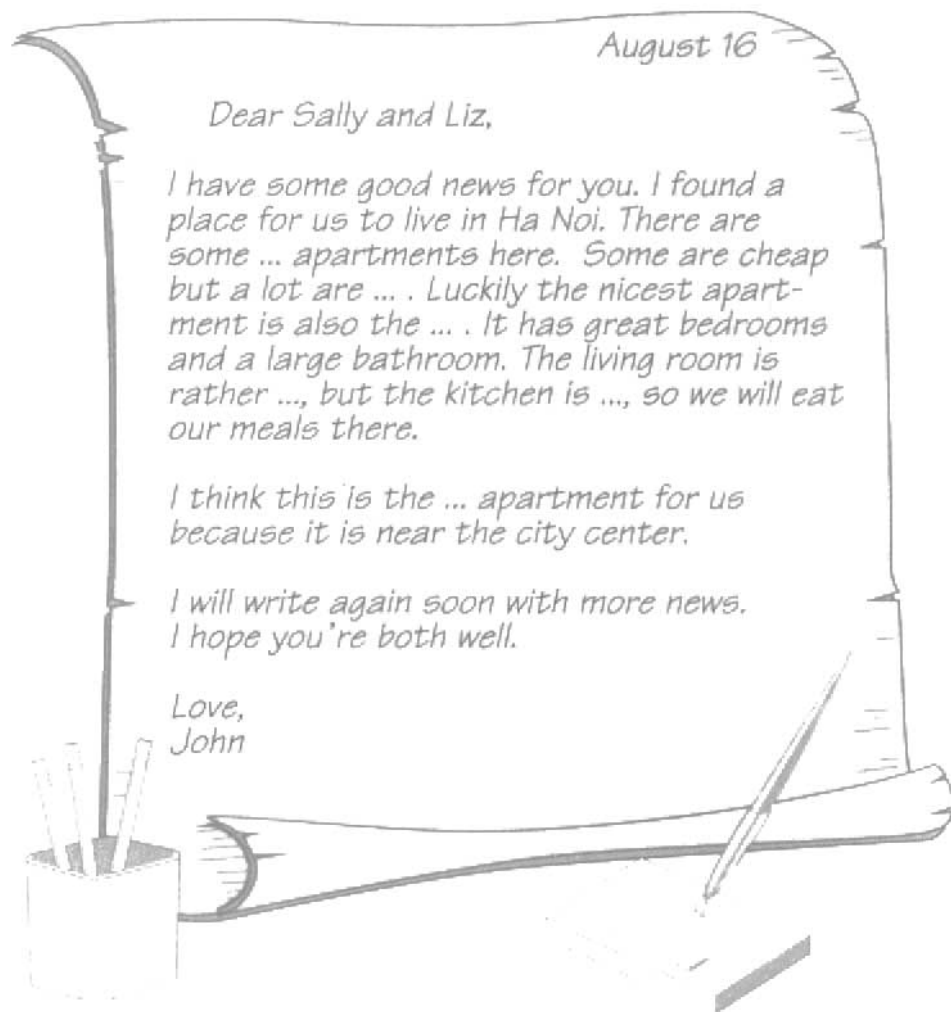 August 16
Dear Sally and Liz,
I have some good news for you. I found a
place for us to live in Ha Noi. There are
some ... apartments here. Some are cheap
but a lot are ... . Luckily the nicest apart-
ment is also the ... . It has great bedrooms
and a large bathroom. The living room is
rather ..., but the kitchen is ..., so we will eat
our meals there.
I think this is the ... apartment for us
because it is near the city center.
I will write again soon with more news.
I hope you're both well.
Love,
John